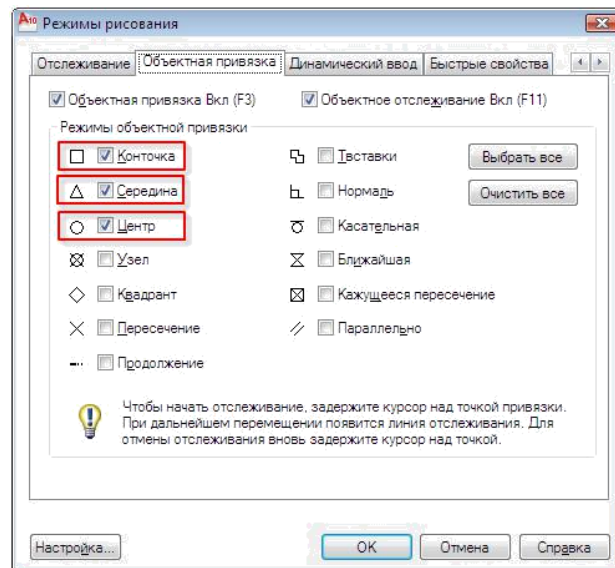 A10 Режимы рисования
Отслеживание Объектная привязка Динамический ввод Быстрые свойства
Объектная привязка Вкл (F3) Объектное отслеживание Вкл (F11)
Режимы объектной привязки
Конточка Твставки Выбрать все
Середина Нормаль Очистить все
Центр Касательная
Узел Ближайшая
Квадрант Кажущееся пересечение
Пересечение Параллельно
Продолжение
Чтобы начать отслеживание, задержите курсор над точкой привязки.
При дальнейшем перемещении появится линия отслеживания. Для
отмены отслеживания вновь задержите курсор над точкой.
Настройка... OK Отмена Справка